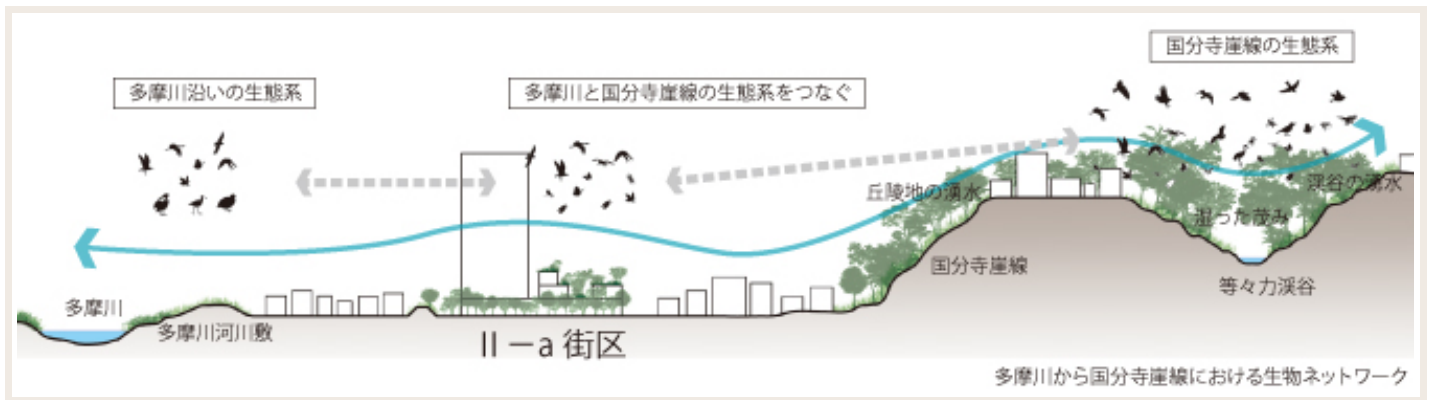 国分寺崖線の生態系
多摩川沿いの生態系
多摩川と国分寺崖線の生態系をつなぐ
丘陵地の湧水
渓谷の湧水
湿った茂み
国分寺崖線
等々力渓谷
多摩川
多摩川河川敷
Ⅱ－a 街区
多摩川から国分寺崖線における生物ネットワーク